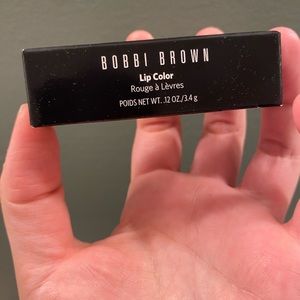 BOBBI BROWN
Lip Color
Rouge à Lèvres
POIDS NET WT. .12 OZ./3.4 g